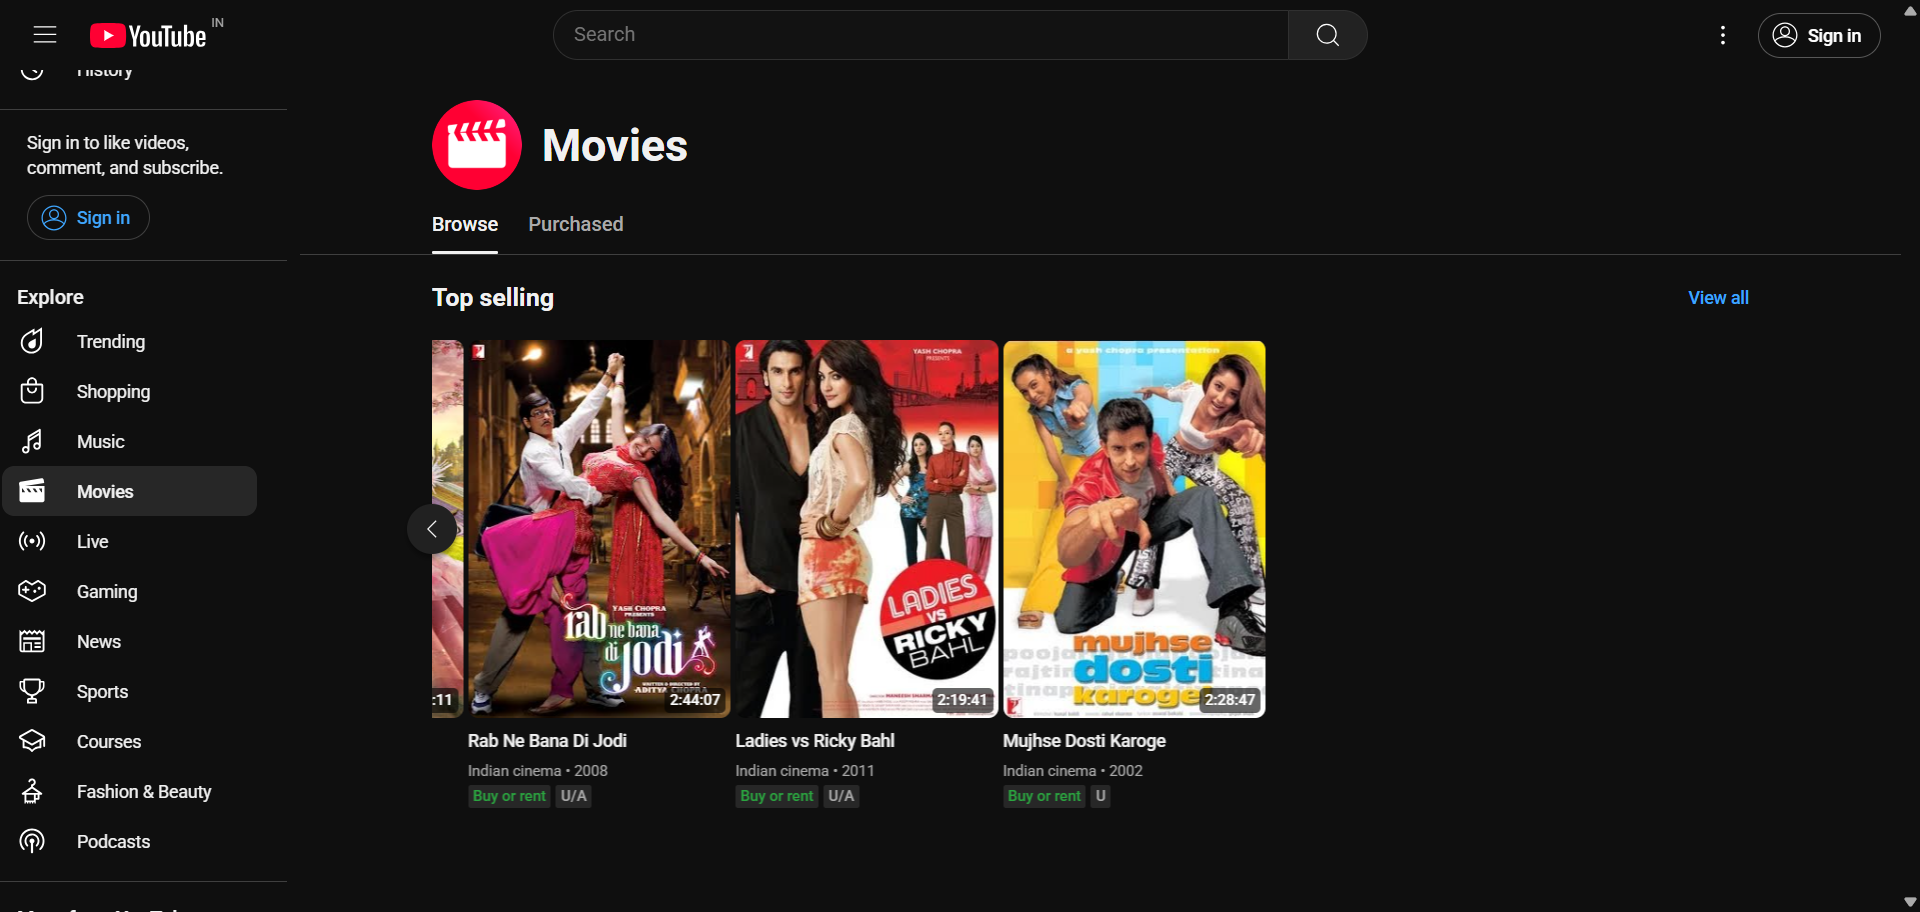 YouTube IN
Search
Sign in
History
Sign in to like videos,
comment, and subscribe.
Sign in
Explore
Trending
Shopping
Music
Movies
Live
Gaming
News
Sports
Courses
Fashion & Beauty
Podcasts
Movies
Browse
Purchased
Top selling
View all
:11
YASH CHOPRA
PRESENTS
rab ne bana
di jodi
WRITTEN & DIRECTED BY
ADITYA CHOPRA
2:44:07
Rab Ne Bana Di Jodi
Indian cinema • 2008
Buy or rent U/A
YASH CHOPRA
PRESENTS
LADIES
VS
RICKY
BAHL
2:19:41
Ladies vs Ricky Bahl
Indian cinema • 2011
Buy or rent U/A
a yash chopra presentation
mujhse
dosti
karoge
2:28:47
Mujhse Dosti Karoge
Indian cinema • 2002
Buy or rent U